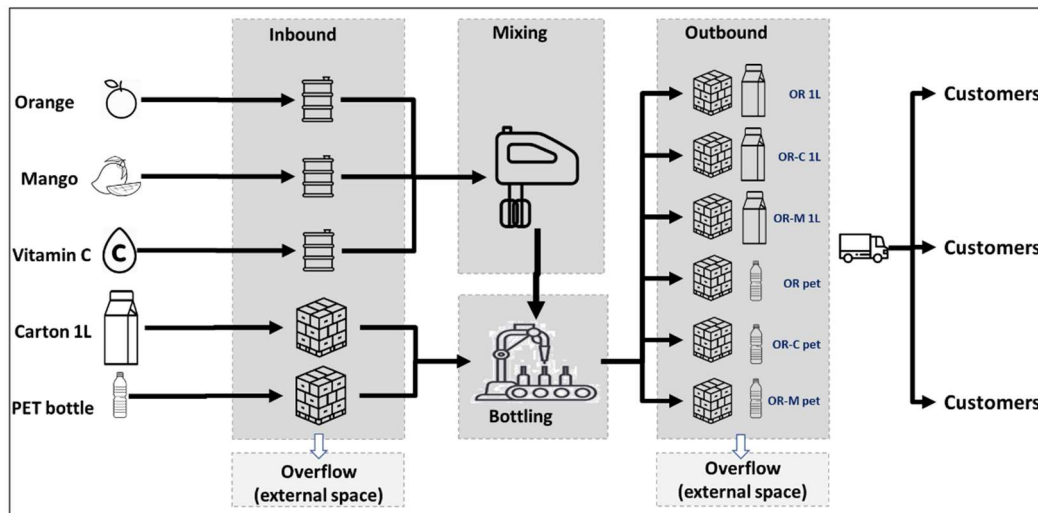 Inbound
Mixing
Outbound
Orange
Mango
Vitamin C
C
Carton 1L
PET bottle
Bottling
OR 1L
OR-C 1L
OR-M 1L
OR pet
OR-C pet
OR-M pet
Customers
Customers
Customers
Overflow
(external space)
Overflow
(external space)